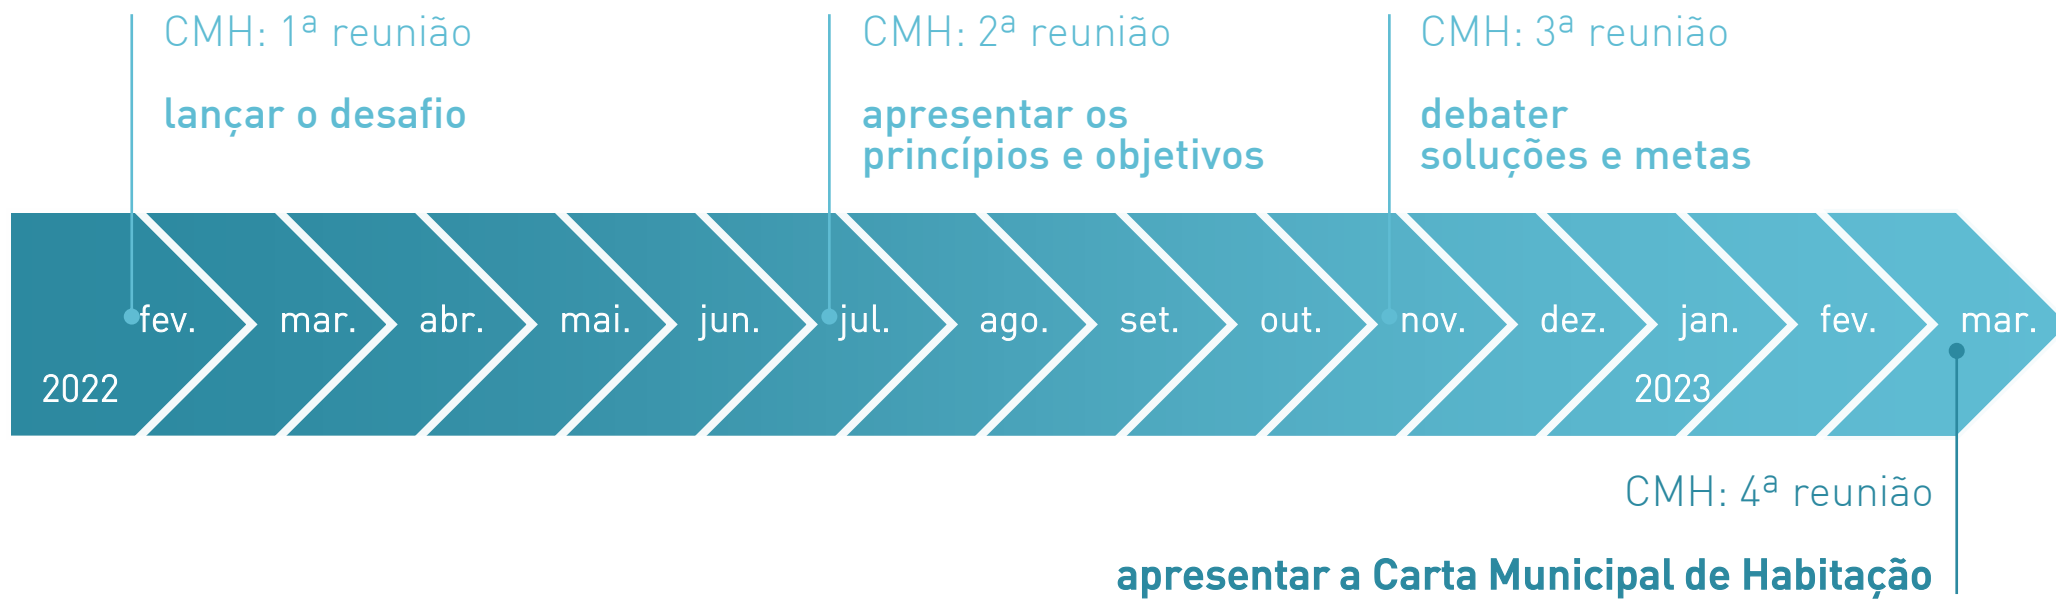 CMH: 1ª reunião
lançar o desafio
CMH: 2ª reunião
apresentar os
princípios e objetivos
CMH: 3ª reunião
debater
soluções e metas
fev. mar. abr. mai. jun. jul. ago. set. out. nov. dez. jan. fev. mar.
2022 2023
CMH: 4ª reunião
apresentar a Carta Municipal de Habitação